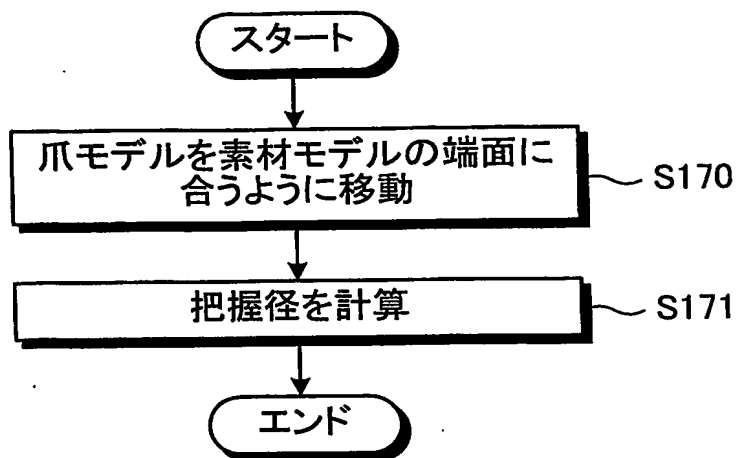 スタート
爪モデルを素材モデルの端面に
合うように移動
S170
把握径を計算
S171
エンド